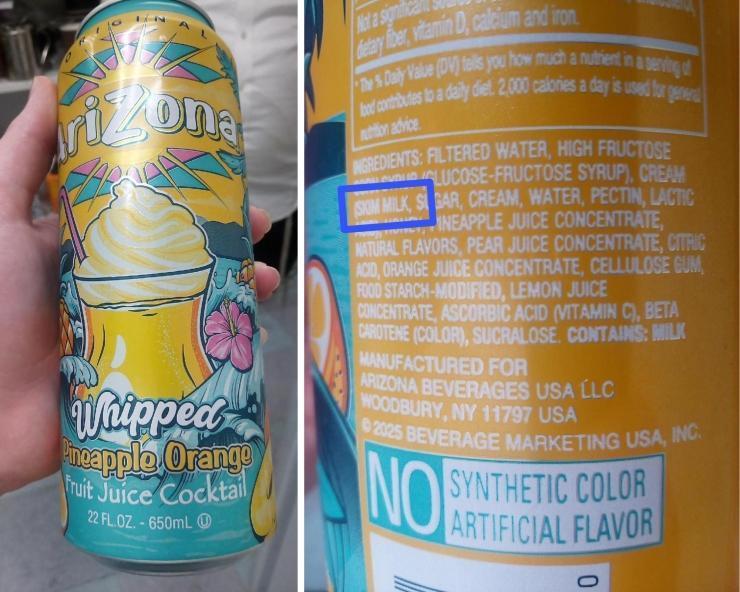 ORIGINAL
AriZona
Whipped
Pineapple Orange
Fruit Juice Cocktail
22 FL.OZ. - 650mL Ⓤ
Not a significant
dietary fiber, vitamin D, calcium and iron.
*The % Daily Value (DV) tells you how much a nutrient in a serving of
food contributes to a daily diet. 2,000 calories a day is used for general
nutrition advice.
INGREDIENTS: FILTERED WATER, HIGH FRUCTOSE
SYRUP (GLUCOSE-FRUCTOSE SYRUP), CREAM
(SKIM MILK, SUGAR, CREAM, WATER, PECTIN, LACTIC
HONEY, PINEAPPLE JUICE CONCENTRATE,
NATURAL FLAVORS, PEAR JUICE CONCENTRATE, CITRIC
ACID, ORANGE JUICE CONCENTRATE, CELLULOSE GUM,
FOOD STARCH-MODIFIED, LEMON JUICE
CONCENTRATE, ASCORBIC ACID (VITAMIN C), BETA
CAROTENE (COLOR), SUCRALOSE. CONTAINS: MILK
MANUFACTURED FOR
ARIZONA BEVERAGES USA LLC
WOODBURY, NY 11797 USA
© 2025 BEVERAGE MARKETING USA, INC.
NO SYNTHETIC COLOR
ARTIFICIAL FLAVOR
0